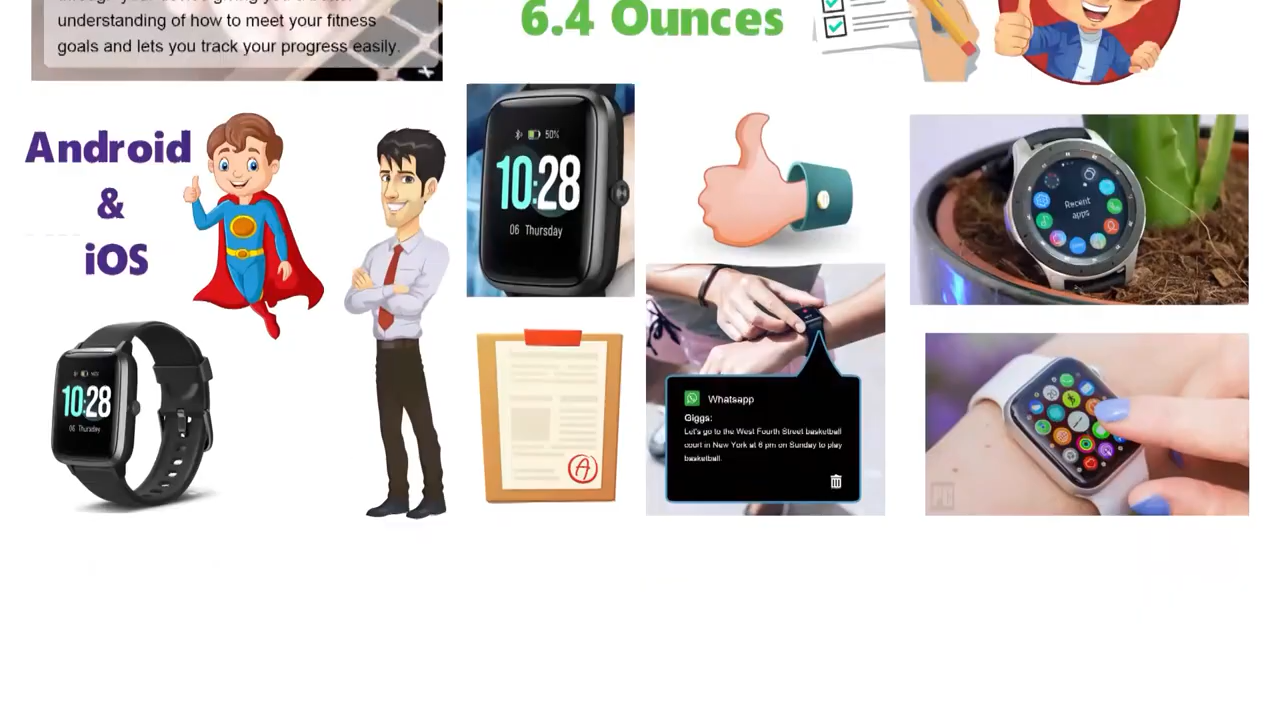 understanding of how to meet your fitness
goals and lets you track your progress easily.
6.4 Ounces
Android
&
iOS
50%
10:28
06 Thursday
10:28
06 Thursday
Whatsapp
Giggs:
Let's go to the West Fourth Street basketball
court in New York at 6 pm on Sunday to play
basketball.
A
Recent
apps